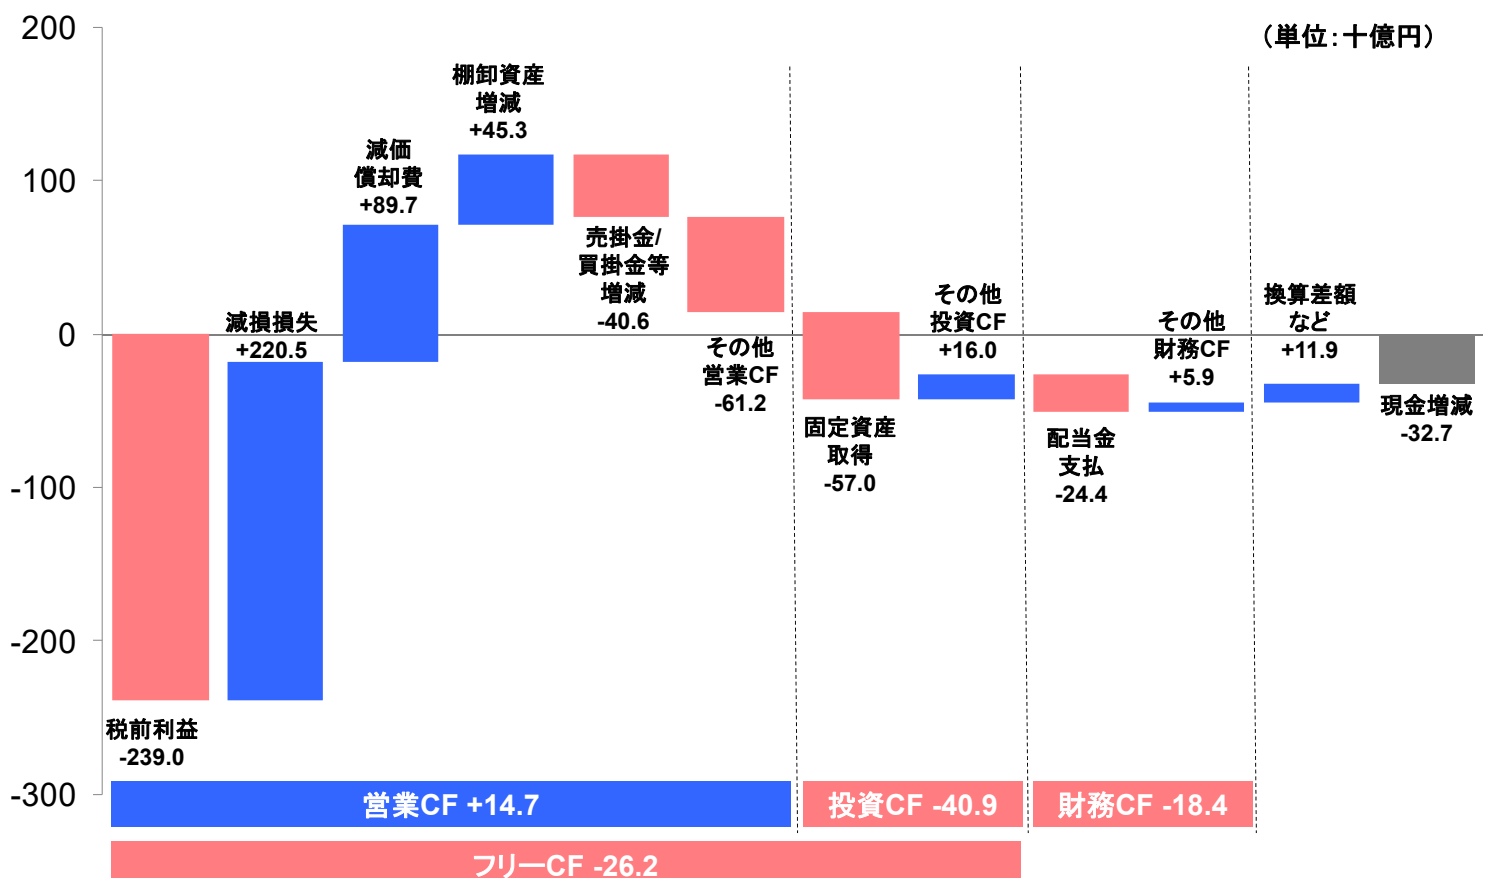 (単位:十億円)
200
100
0
-100
-200
-300
税前利益
-239.0
減損損失
+220.5
減価
償却費
+89.7
棚卸資産
増減
+45.3
売掛金/
買掛金等
増減
-40.6
その他
営業CF
-61.2
固定資産
取得
-57.0
その他
投資CF
+16.0
配当金
支払
-24.4
その他
財務CF
+5.9
換算差額
など
+11.9
現金増減
-32.7
営業CF +14.7
投資CF -40.9
財務CF -18.4
フリーCF -26.2